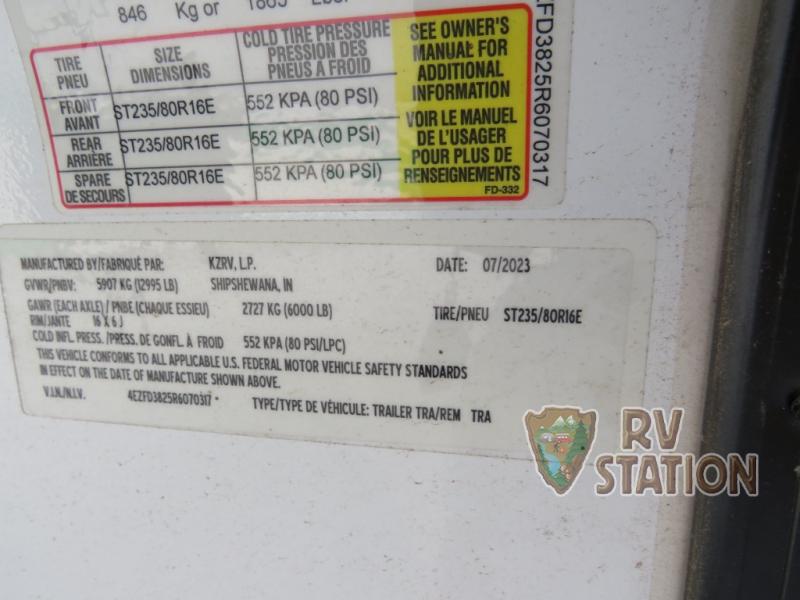 846 Kg or 1865
TIRE
PNEU
SIZE
DIMENSIONS
COLD TIRE PRESSURE
PRESSION DES
PNEUS A FROID
FRONT
AVANT
ST235/80R16E
552 KPA (80 PSI)
REAR
ARRIÈRE
ST235/80R16E
552 KPA (80 PSI)
SPARE
DE SECOURS
ST235/80R16E
552 KPA (80 PSI)
SEE OWNER'S
MANUAL FOR
ADDITIONAL
INFORMATION
VOIR LE MANUEL
DE L'USAGER
POUR PLUS DE
RENSEIGNEMENTS
FD-332
ZFD3825R6070317
MANUFACTURED BY/FABRIQUÉ PAR: KZRV, L.P. DATE: 07/2023
GVWR/PNBV: 5907 KG (12995 LB) SHIPSHEWANA, IN
GAWR (EACH AXLE) / PNBE (CHAQUE ESSIEU) 2727 KG (6000 LB) TIRE/PNEU ST235/80R16E
RIM/JANTE 16 X 6 J
COLD INFL. PRESS./PRESS. DE GONFL. À FROID 552 KPA (80 PSI/LPC)
THIS VEHICLE CONFORMS TO ALL APPLICABLE U.S. FEDERAL MOTOR VEHICLE SAFETY STANDARDS
IN EFFECT ON THE DATE OF MANUFACTURE SHOWN ABOVE.
V.I.N./N.I.V. 4EZFD3825R6070317 TYPE/TYPE DE VÉHICULE: TRAILER TRA/REM TRA
RV
STATION